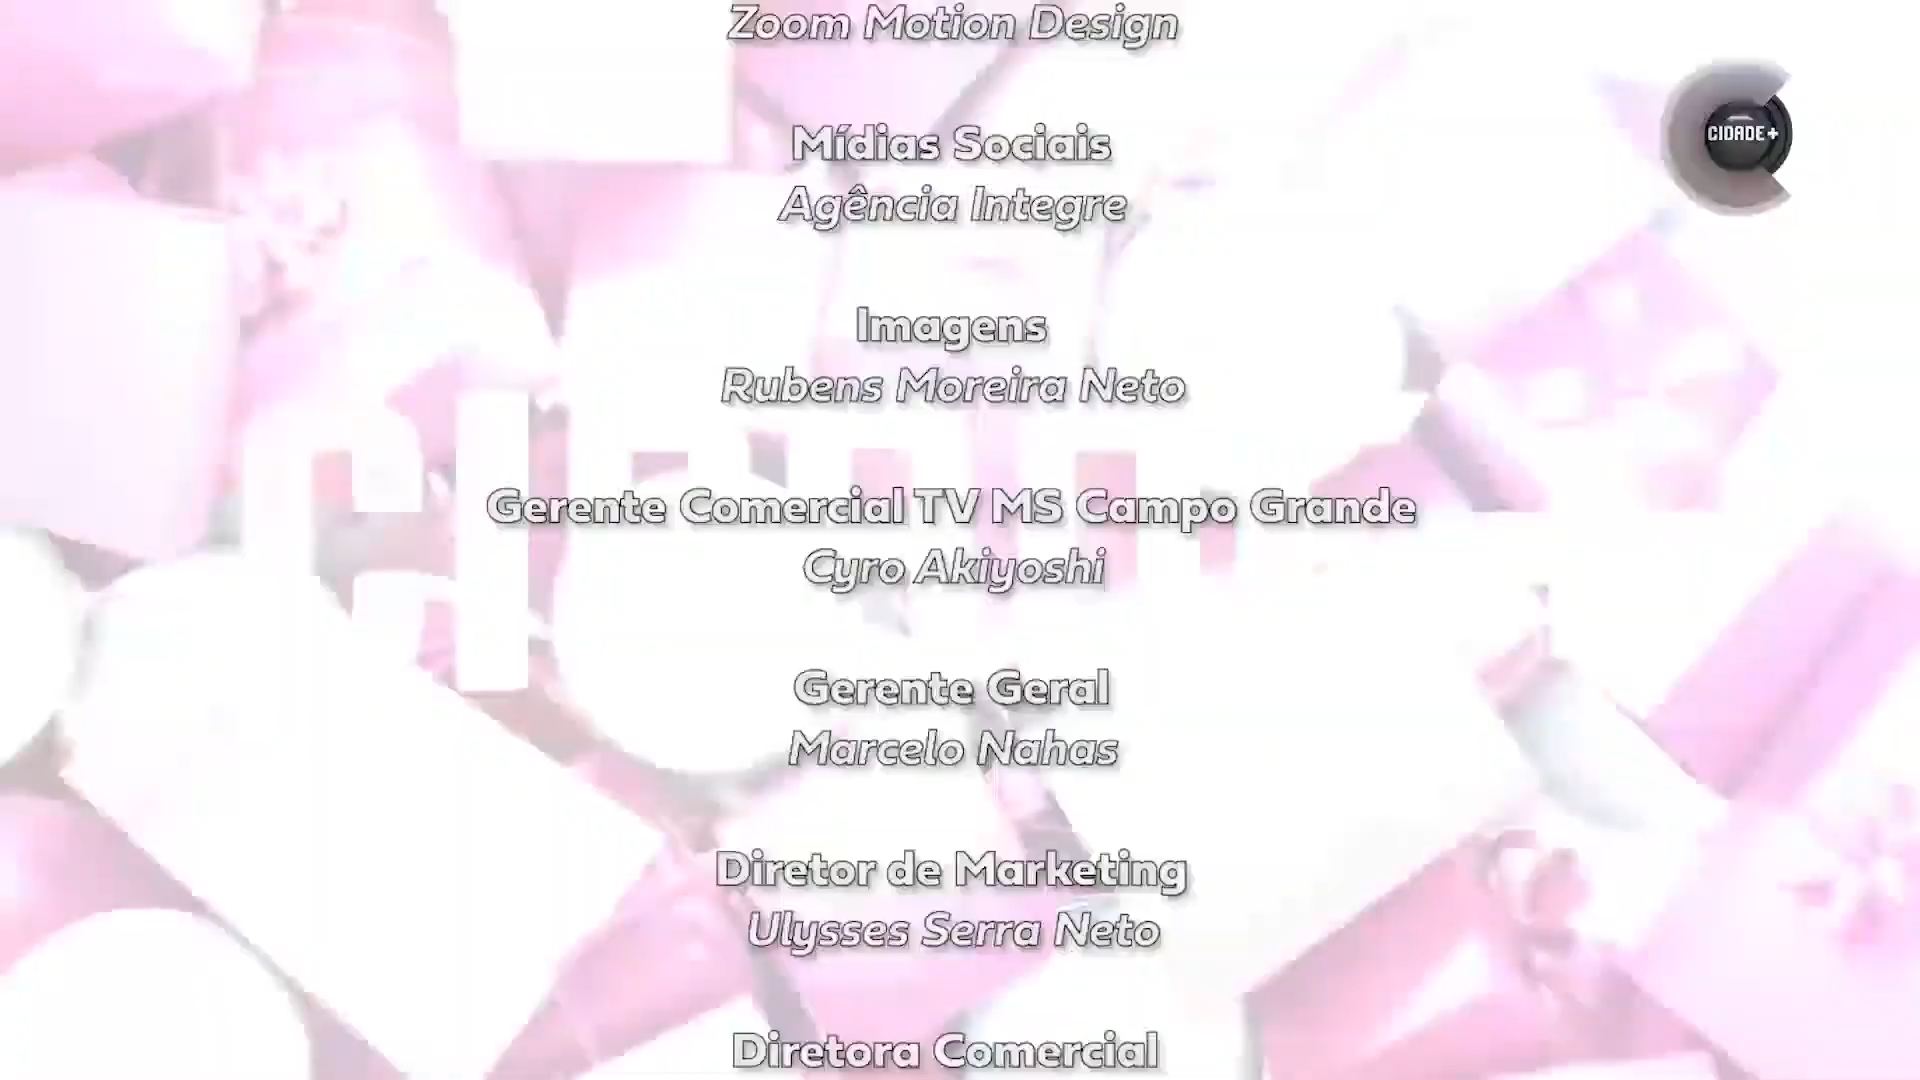 Zoom Motion Design
CIDADE+
Mídias Sociais
Agência Integre
Imagens
Rubens Moreira Neto
Gerente Comercial TV MS Campo Grande
Cyro Akiyoshi
Gerente Geral
Marcelo Nahas
Diretor de Marketing
Ulysses Serra Neto
Diretora Comercial